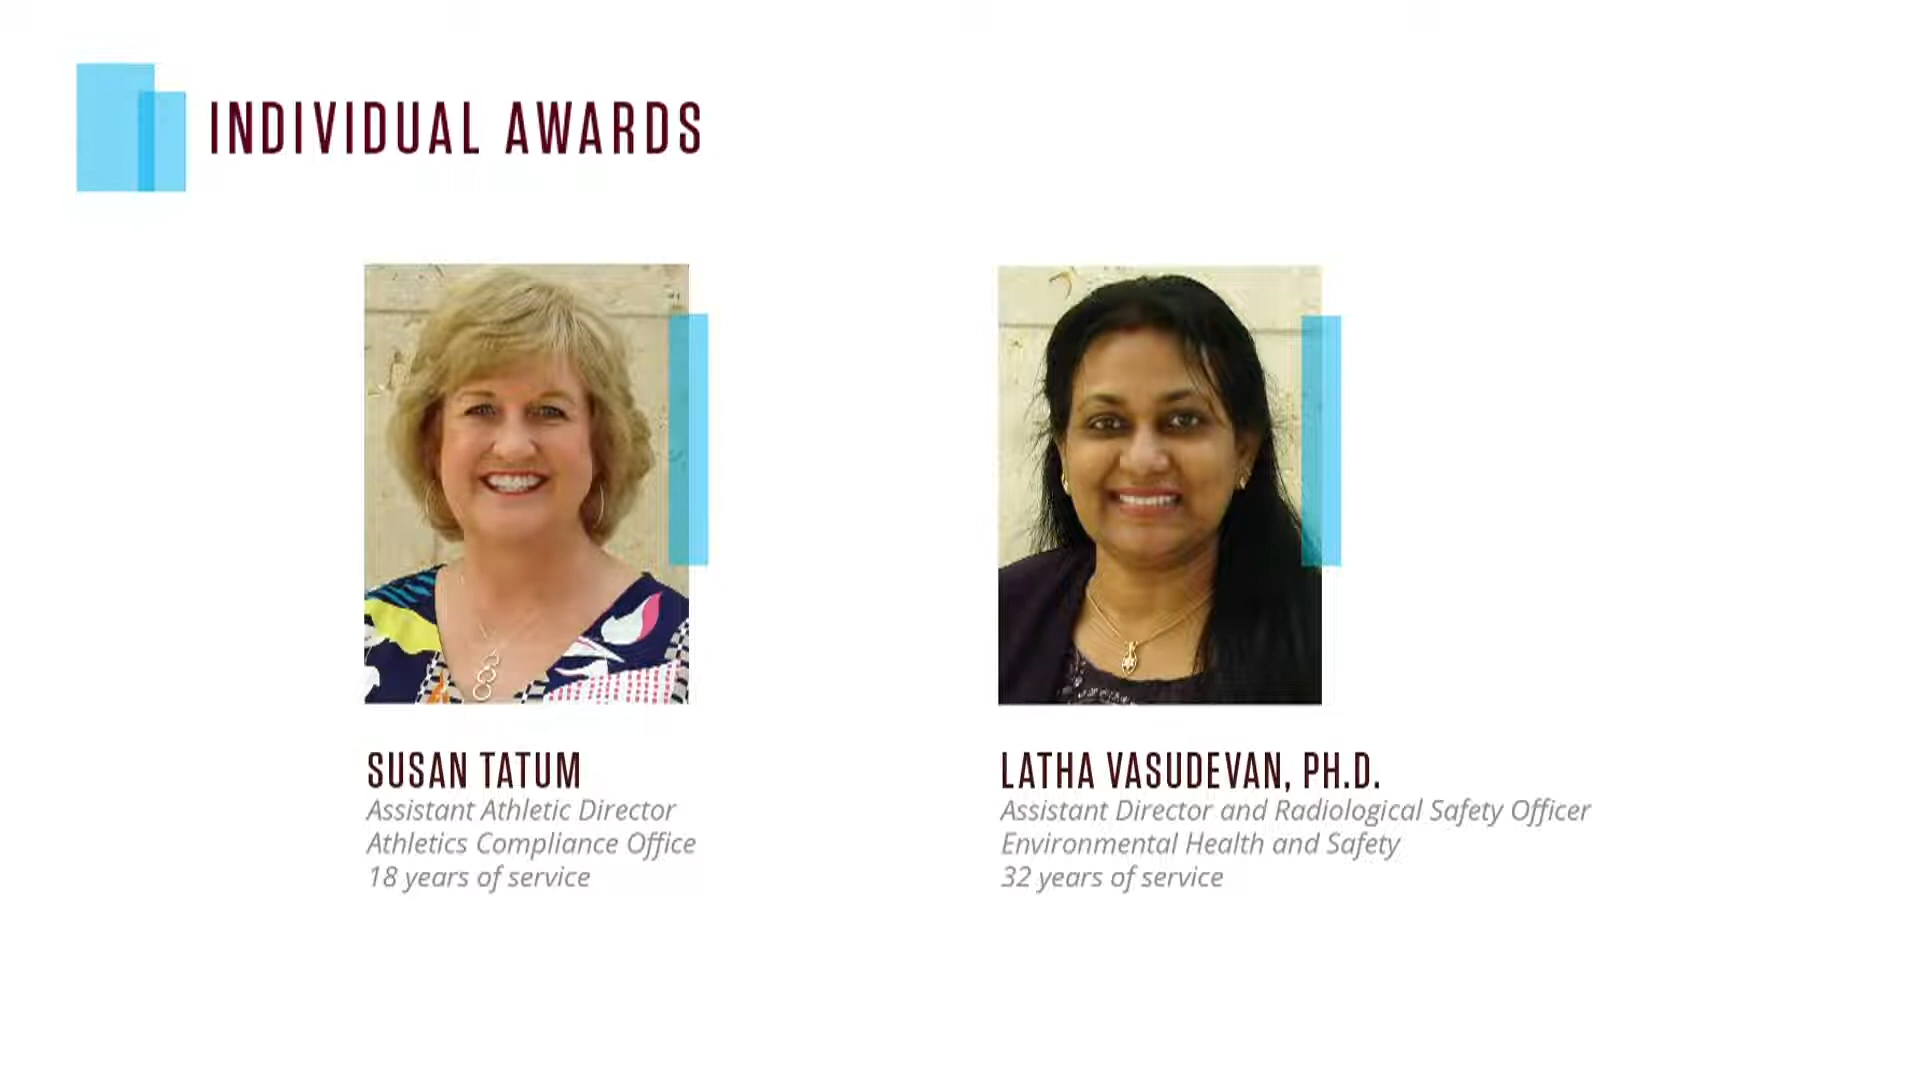 INDIVIDUAL AWARDS
SUSAN TATUM
Assistant Athletic Director
Athletics Compliance Office
18 years of service
LATHA VASUDEVAN, PH.D.
Assistant Director and Radiological Safety Officer
Environmental Health and Safety
32 years of service